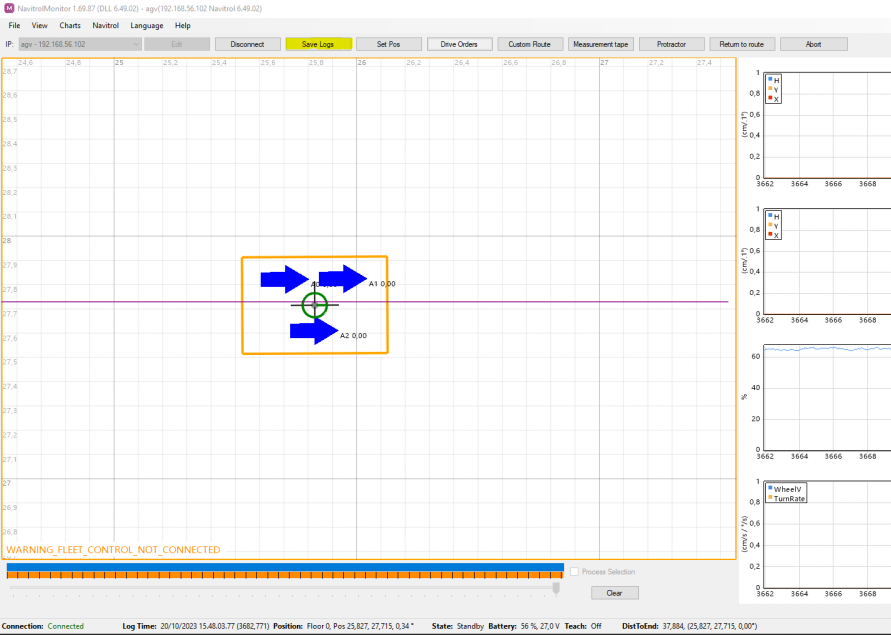 NavitrolMonitor 1.69.87 (DLL 6.49.02) - agv(192.168.56.102 Navitrol 6.49.02)
File View Charts Navitrol Language Help
IP: agv - 192.168.56.102 Edit Disconnect Save Logs Set Pos Drive Orders Custom Route Measurement tape Protractor Return to route Abort
24,6 24,8 25 25,2 25,4 25,6 25,8 26 26,2 26,4 26,6 26,8 27 27,2 27,4
28,7
28,6
28,5
28,4
28,3
28,2
28,1
28
27,9
27,8
27,7
27,6
27,5
27,4
27,3
27,2
27,1
27
26,9
26,8
A1 0,00
A2 0,00
WARNING_FLEET_CONTROL_NOT_CONNECTED
Process Selection
Clear
1
0,8
0,6
0,4
0,2
0
(cm/.1°)
H
Y
X
3662 3664 3666 3668
1
0,8
0,6
0,4
0,2
0
(cm/.1°)
H
Y
X
3662 3664 3666 3668
60
40
20
0
%
3662 3664 3666 3668
1
0,8
0,6
0,4
0,2
0
(cm/s / °/s)
WheelV
TurnRate
3662 3664 3666 3668
Connection: Connected Log Time: 20/10/2023 15.48.03.77 (3682,771) Position: Floor 0, Pos 25,827, 27,715, 0,34 ° State: Standby Battery: 56 %, 27,0 V Teach: Off DistToEnd: 37,884, (25,827, 27,715, 0,00°)